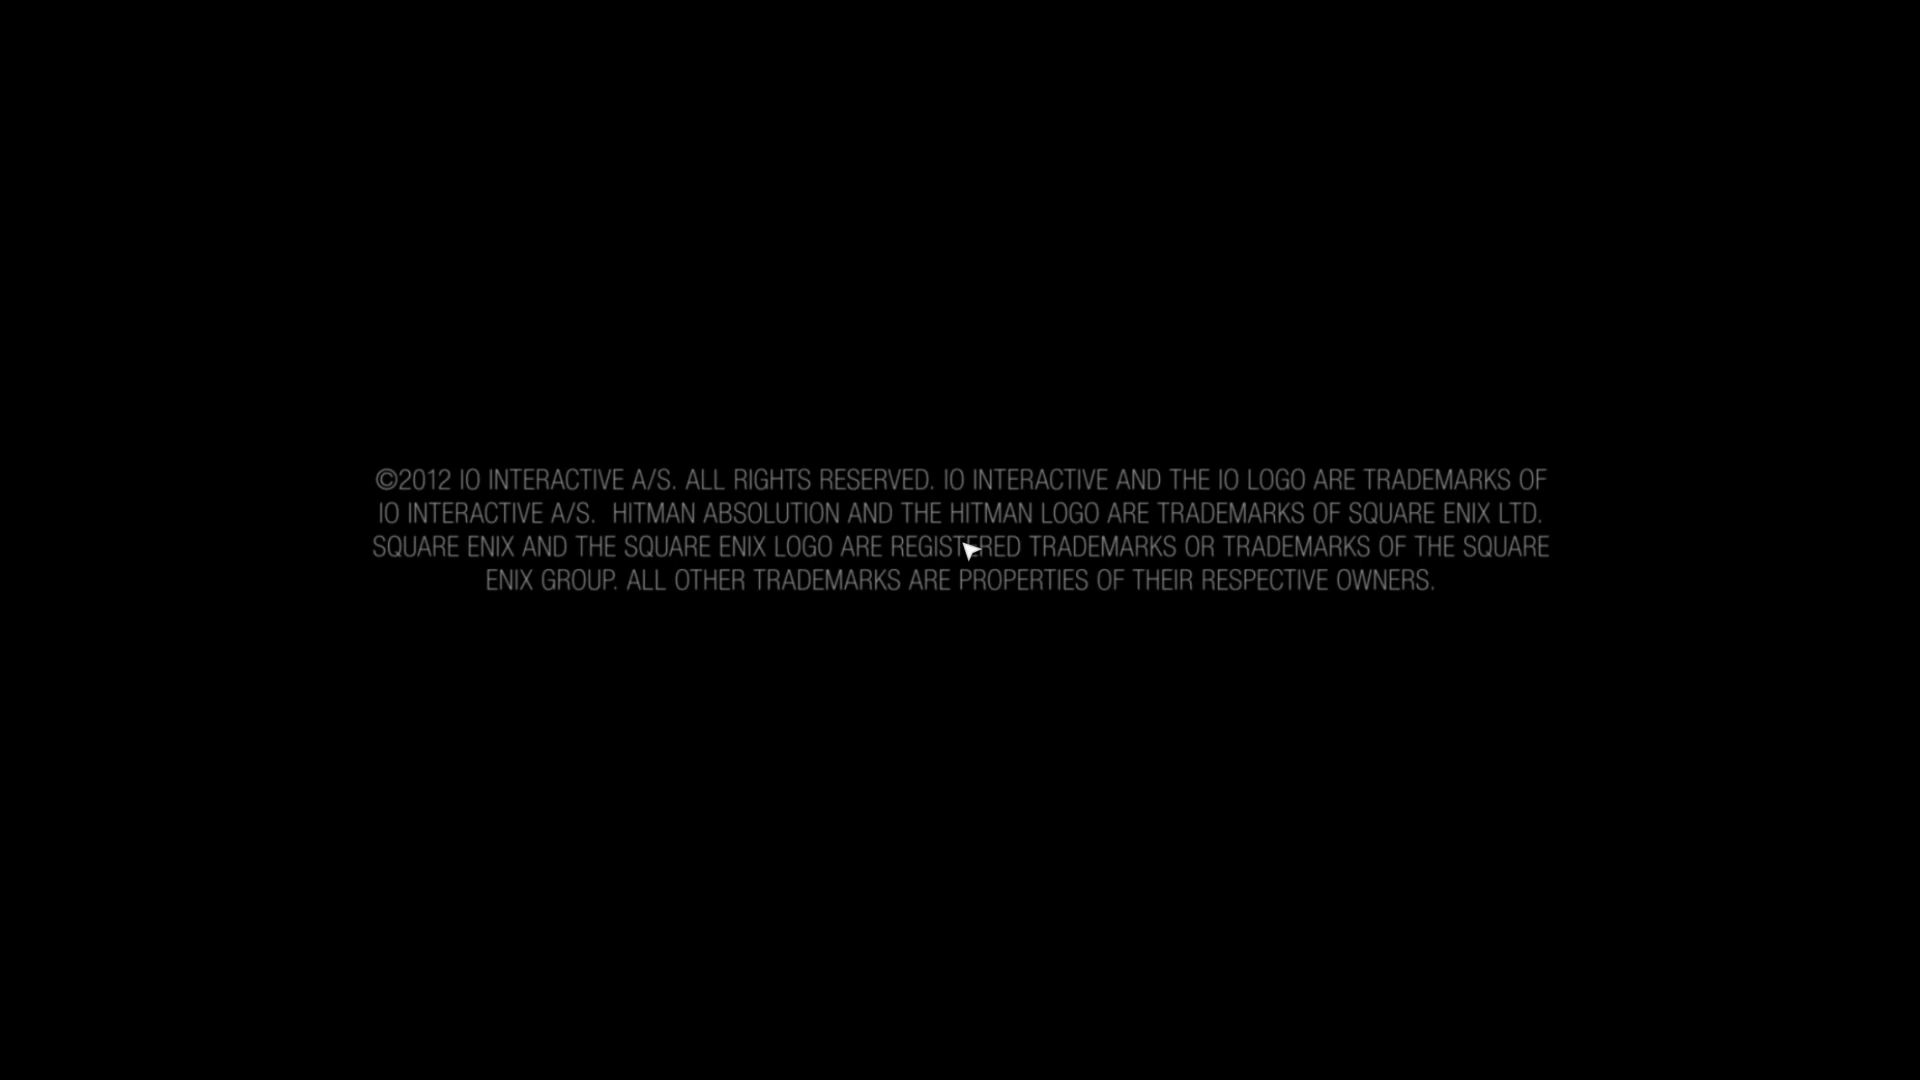 ©2012 IO INTERACTIVE A/S. ALL RIGHTS RESERVED. IO INTERACTIVE AND THE IO LOGO ARE TRADEMARKS OF
IO INTERACTIVE A/S.  HITMAN ABSOLUTION AND THE HITMAN LOGO ARE TRADEMARKS OF SQUARE ENIX LTD.
SQUARE ENIX AND THE SQUARE ENIX LOGO ARE REGISTERED TRADEMARKS OR TRADEMARKS OF THE SQUARE
ENIX GROUP. ALL OTHER TRADEMARKS ARE PROPERTIES OF THEIR RESPECTIVE OWNERS.